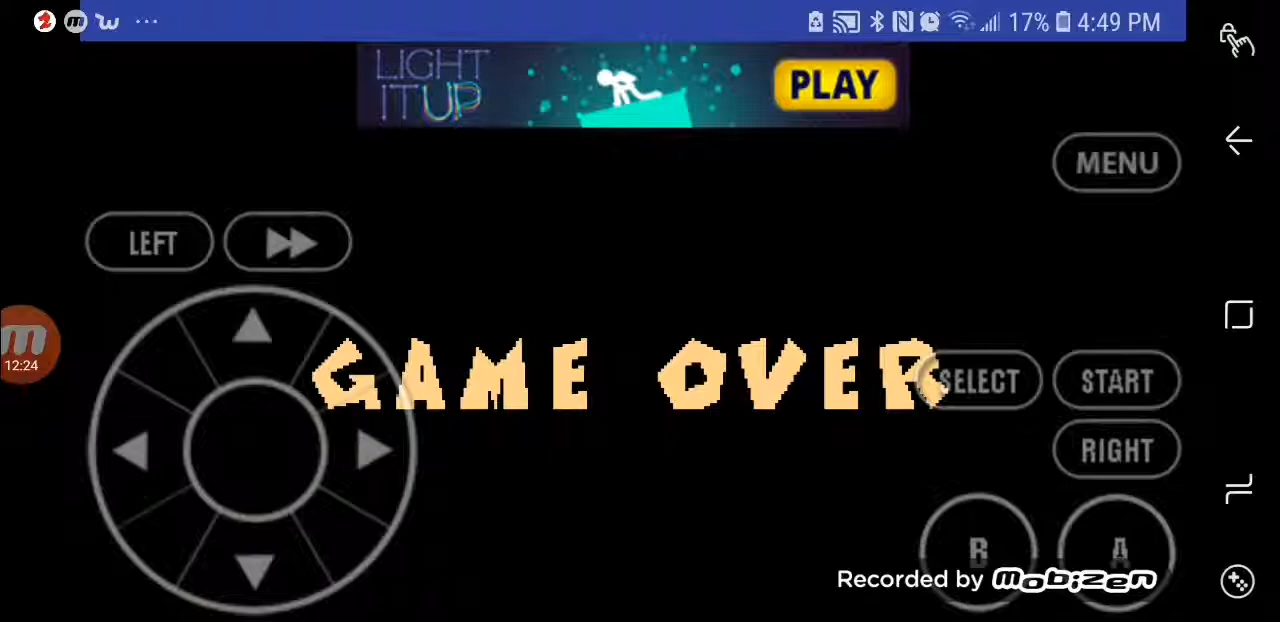 17% 4:49 PM
LIGHT
IT UP
PLAY
MENU
LEFT
GAME OVER
SELECT
START
12:24
RIGHT
B
A
Recorded by mobizen